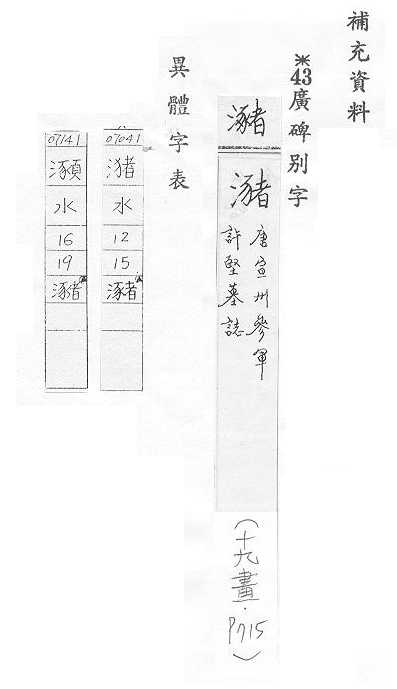 補充資料
※43廣碑別字
瀦
瀦
唐宣州參軍
許堅墓誌
(十九畫.P715)
異體字表
07041
潴
水
12
15
瀦
07141
水
16
19
瀦